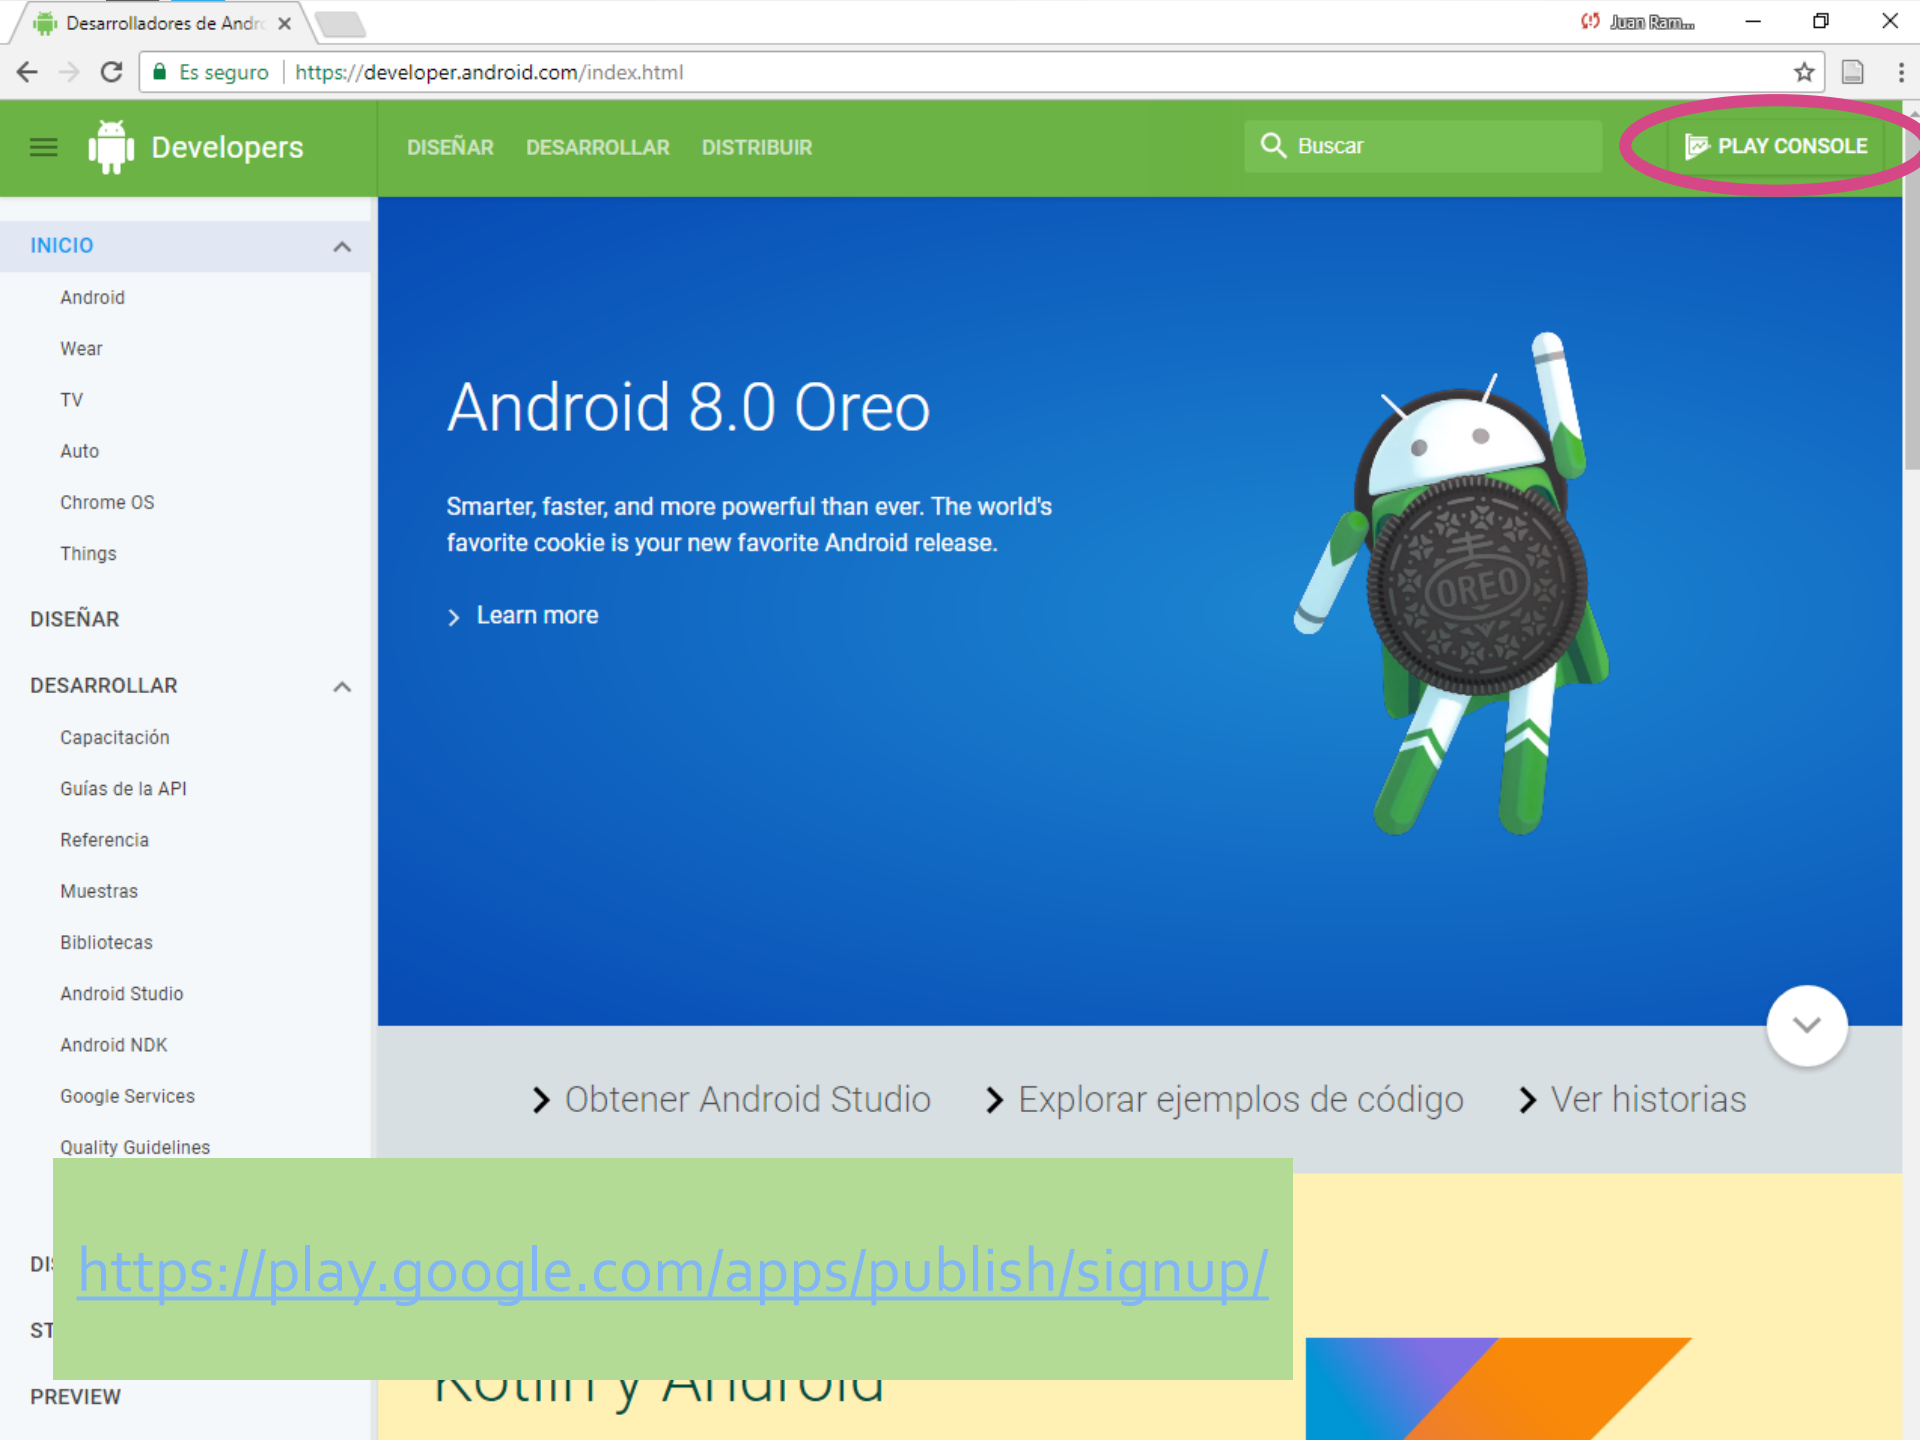 Desarrolladores de Andr
Juan Ram...
Es seguro
https://developer.android.com/index.html
Developers
DISEÑAR
DESARROLLAR
DISTRIBUIR
Buscar
PLAY CONSOLE
INICIO
Android
Wear
TV
Auto
Chrome OS
Things
DISEÑAR
DESARROLLAR
Capacitación
Guías de la API
Referencia
Muestras
Bibliotecas
Android Studio
Android NDK
Google Services
Quality Guidelines
PREVIEW
Android 8.0 Oreo
Smarter, faster, and more powerful than ever. The world's
favorite cookie is your new favorite Android release.
Learn more
OREO
Obtener Android Studio
Explorar ejemplos de código
Ver historias
https://play.google.com/apps/publish/signup/
Kotlin y Android